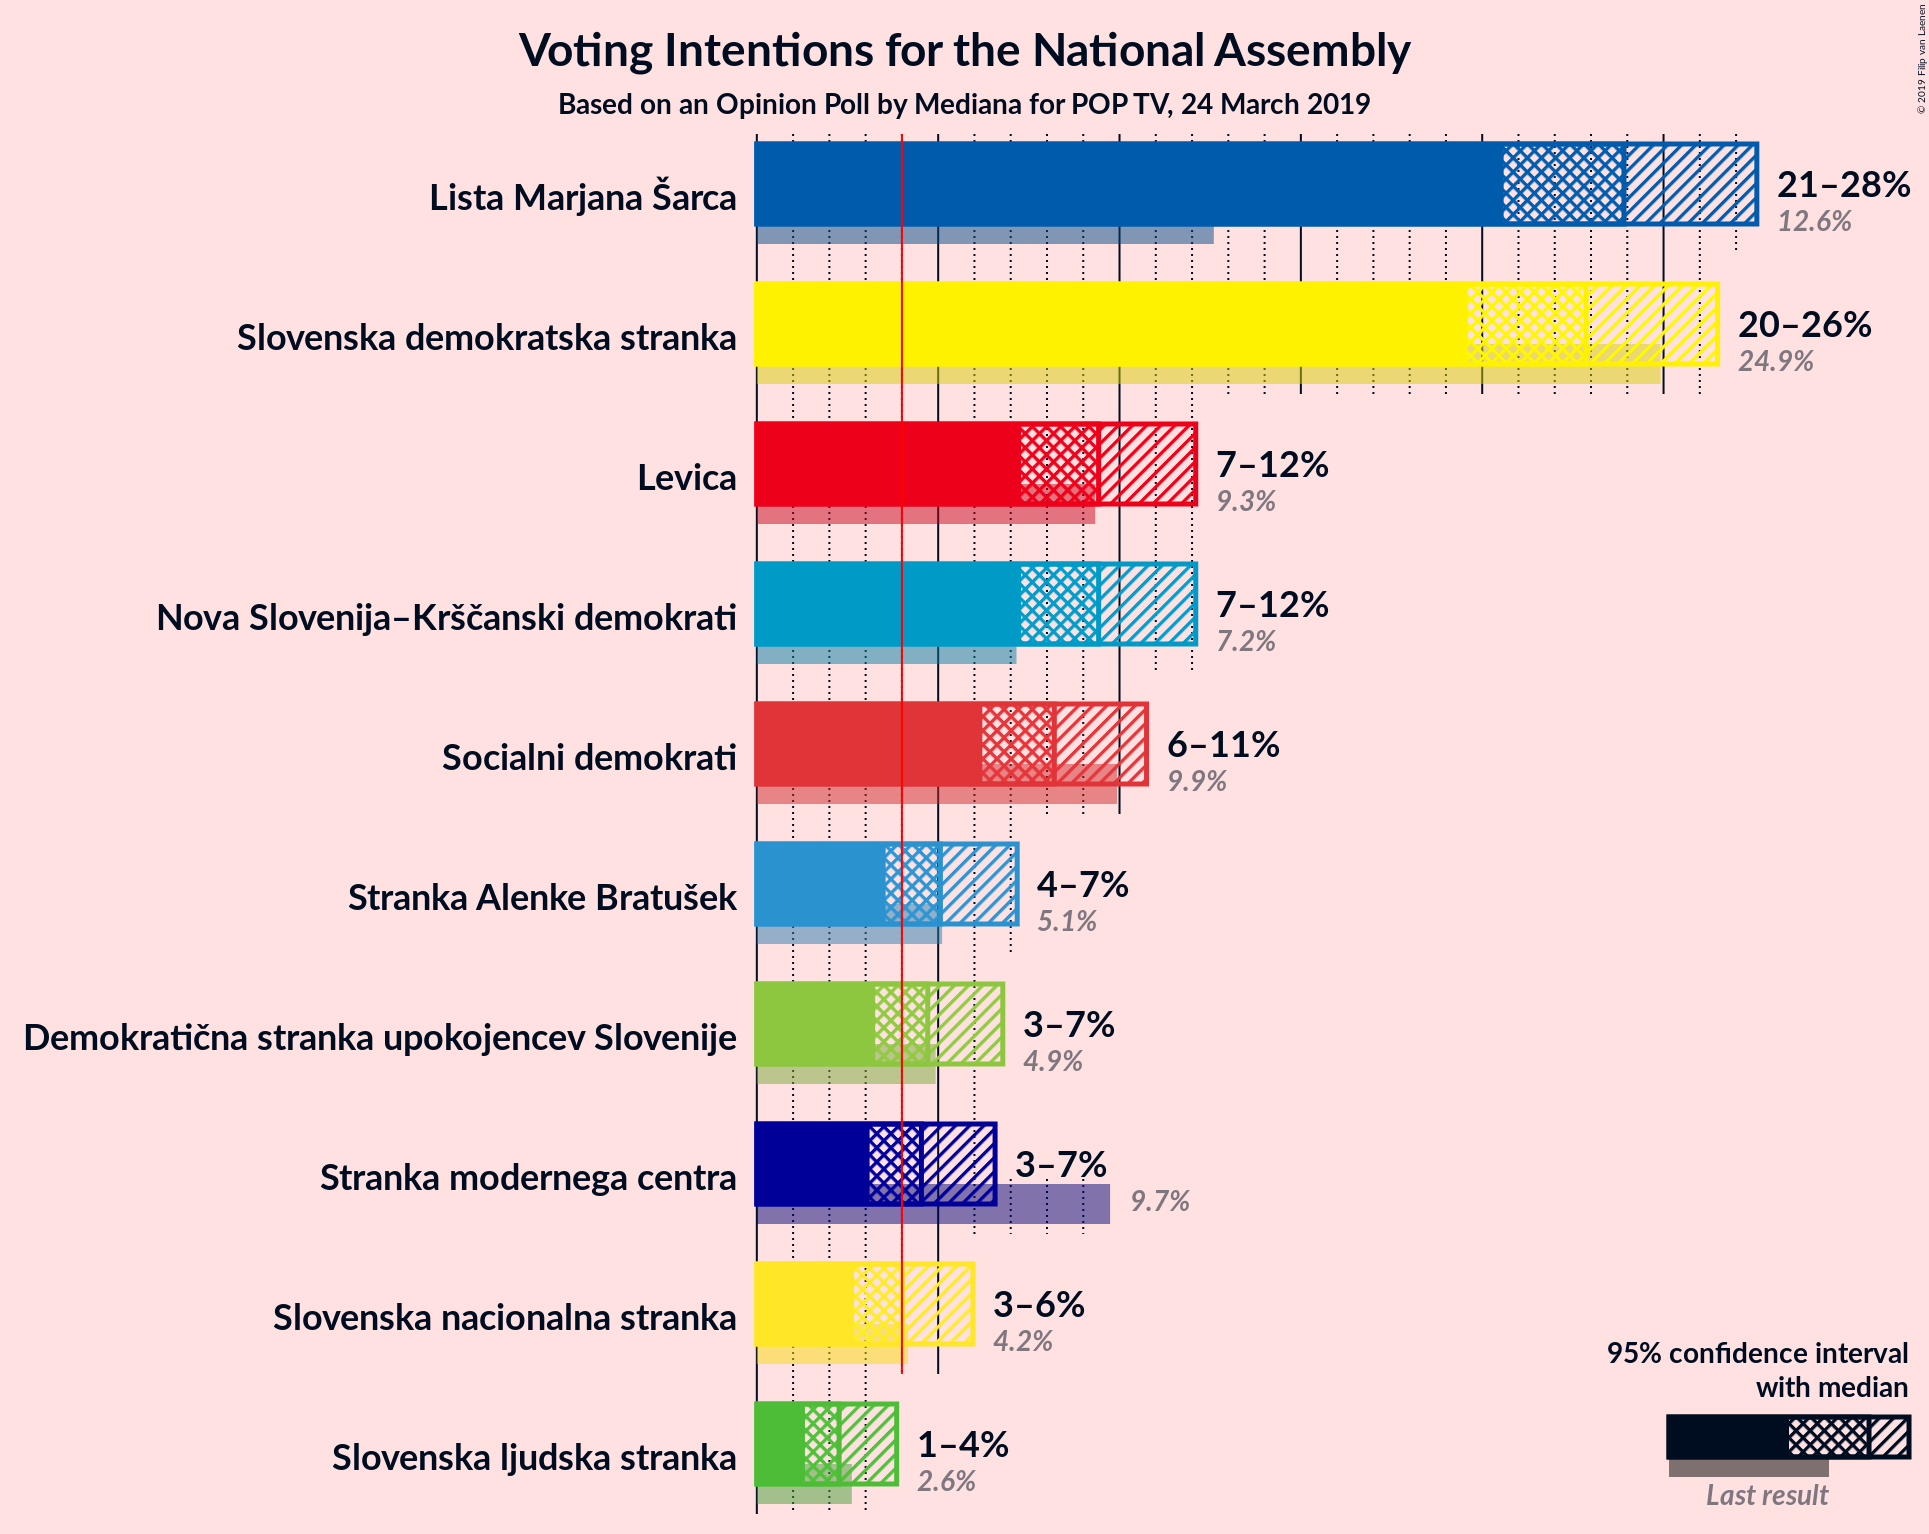 Voting Intentions for the National Assembly
Based on an Opinion Poll by Mediana for POP TV, 24 March 2019
© 2019 Filip van Laenen
Lista Marjana Šarca
21–28%
12.6%
Slovenska demokratska stranka
20–26%
24.9%
Levica
7–12%
9.3%
Nova Slovenija–Krščanski demokrati
7–12%
7.2%
Socialni demokrati
6–11%
9.9%
Stranka Alenke Bratušek
4–7%
5.1%
Demokratična stranka upokojencev Slovenije
3–7%
4.9%
Stranka modernega centra
3–7%
9.7%
Slovenska nacionalna stranka
3–6%
4.2%
Slovenska ljudska stranka
1–4%
2.6%
95% confidence interval
with median
Last result